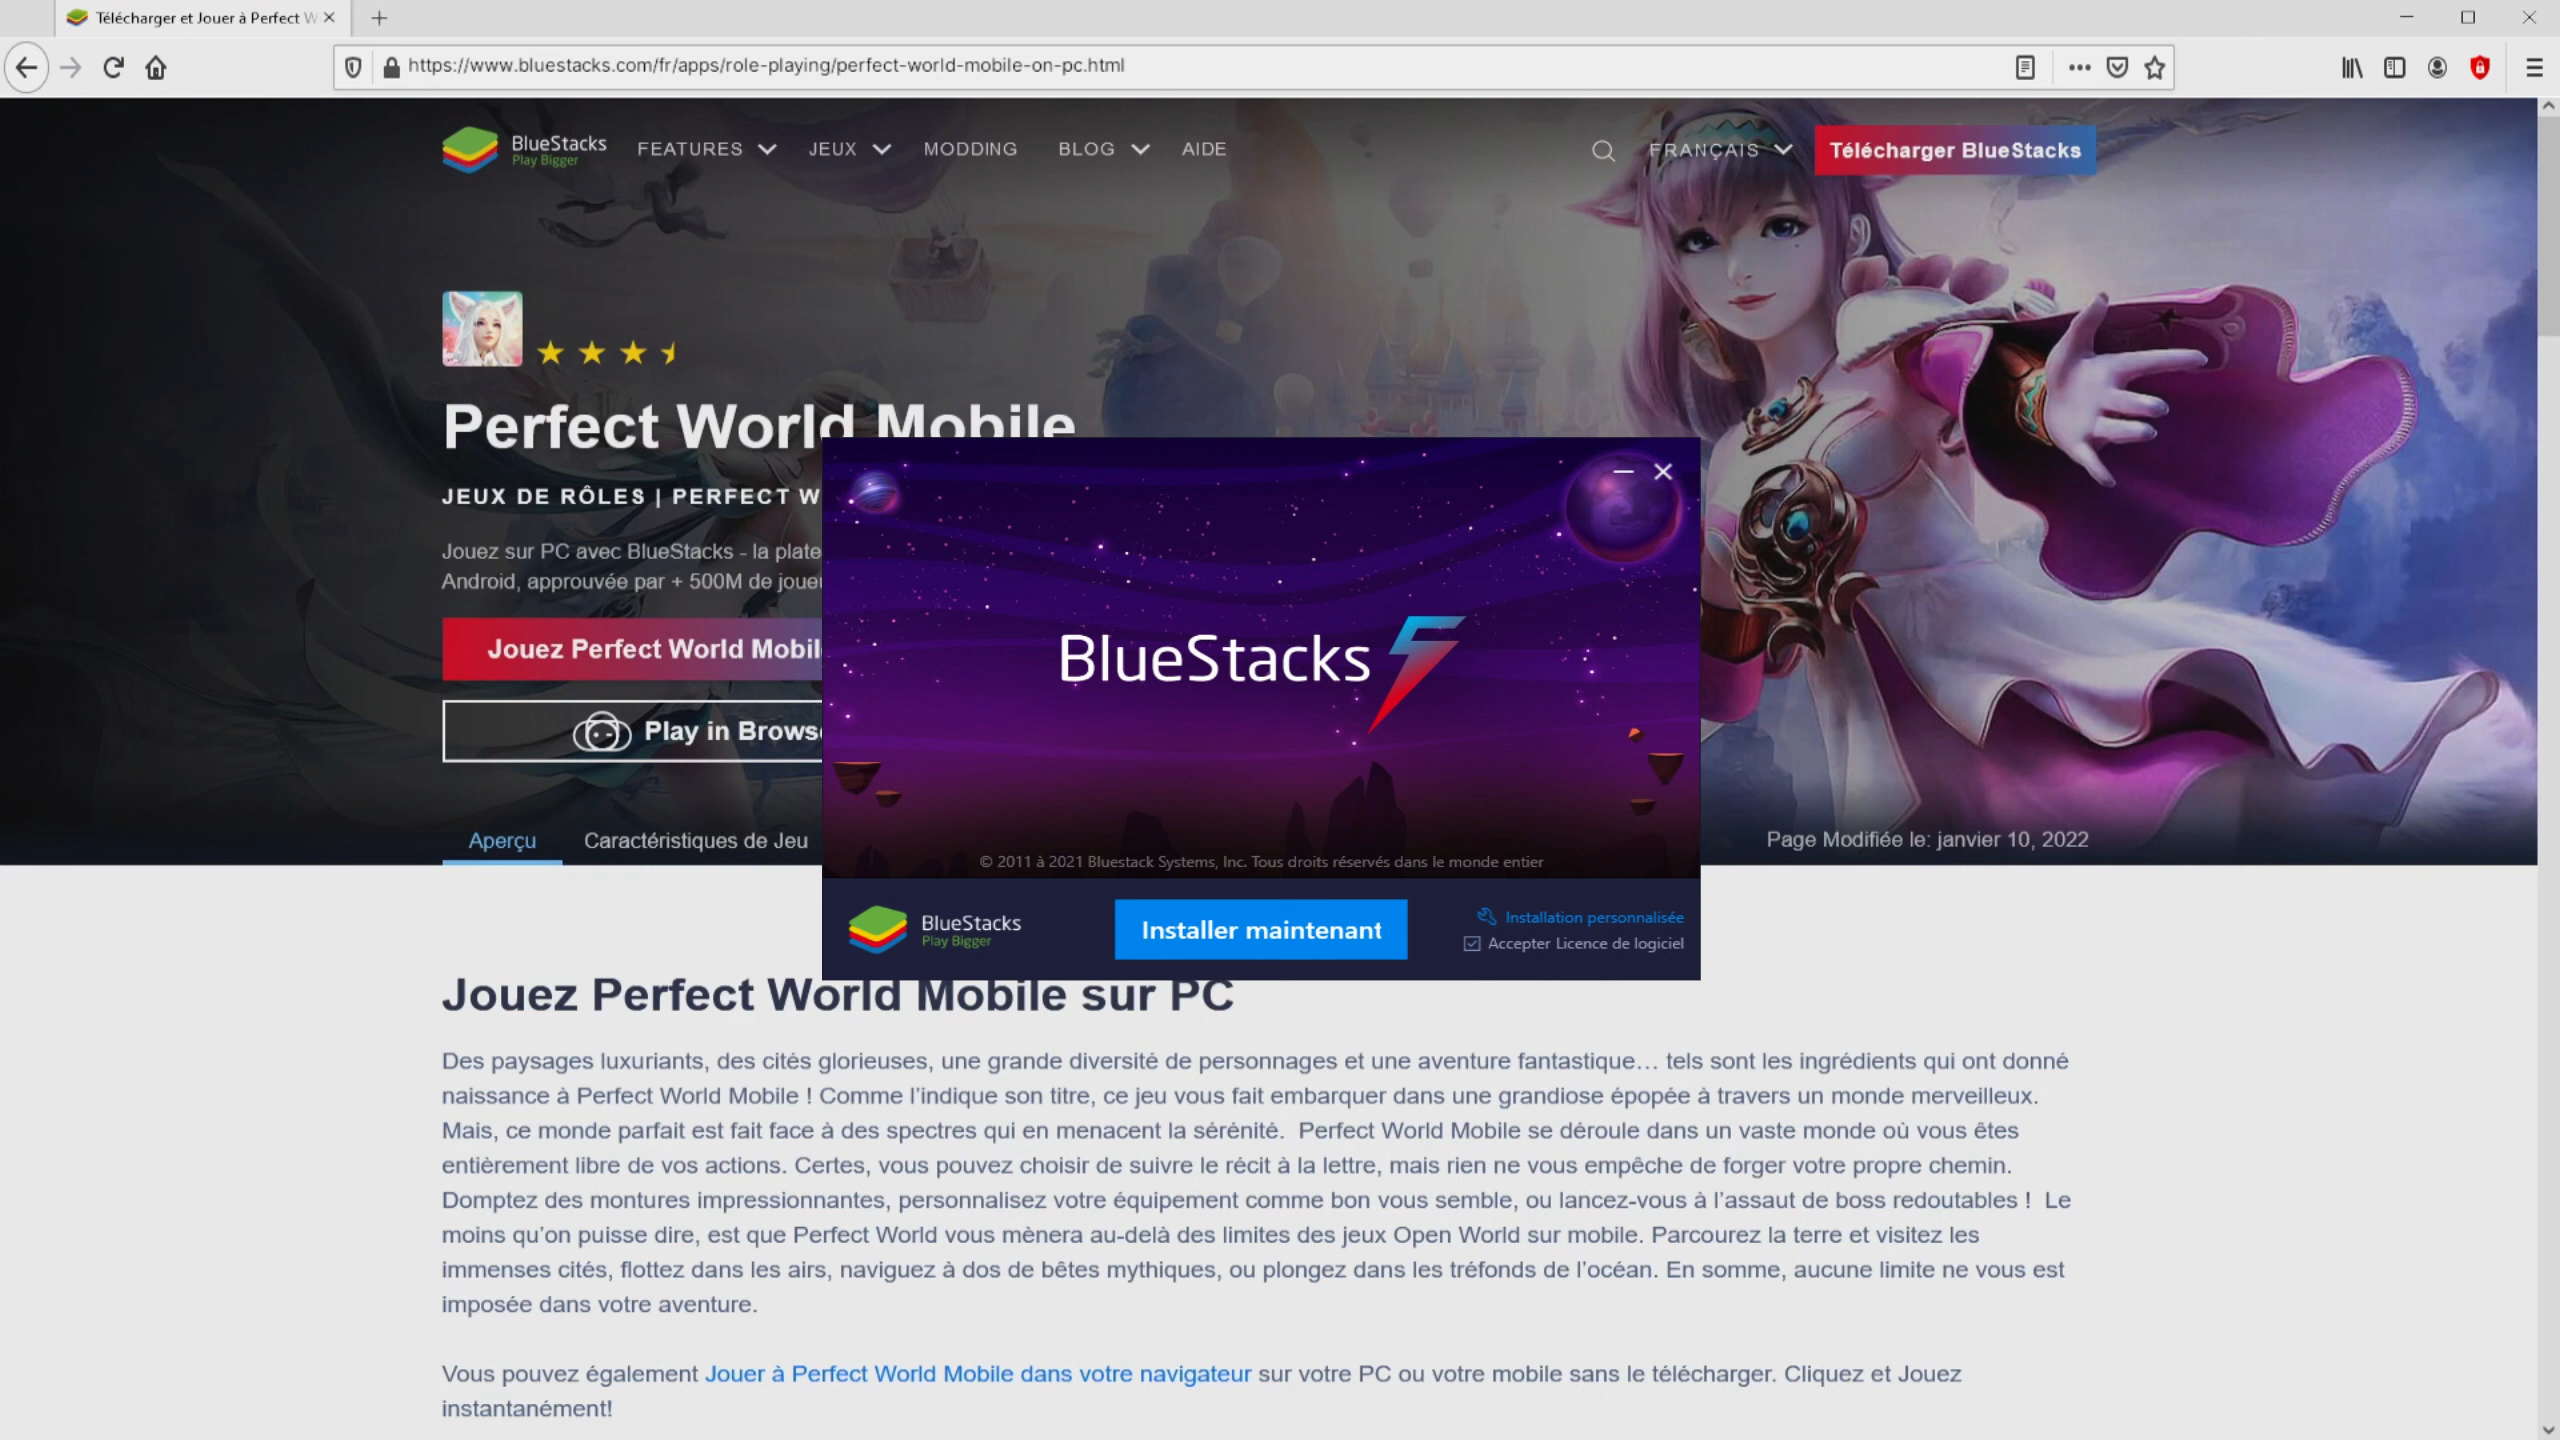 Télécharger et Jouer à Perfect W
https://www.bluestacks.com/fr/apps/role-playing/perfect-world-mobile-on-pc.html
BlueStacks
Play Bigger
FEATURES
JEUX
MODDING
BLOG
AIDE
FRANÇAIS
Télécharger BlueStacks
Perfect World Mobile
JEUX DE RÔLES | PERFECT W
Jouez sur PC avec BlueStacks - la plate
Android, approuvée par + 500M de joue
Jouez Perfect World Mobil
Play in Brows
Aperçu
Caractéristiques de Jeu
Page Modifiée le: janvier 10, 2022
BlueStacks 5
© 2011 à 2021 Bluestack Systems, Inc. Tous droits réservés dans le monde entier
BlueStacks
Play Bigger
Installer maintenant
Installation personnalisée
Accepter Licence de logiciel
Jouez Perfect World Mobile sur PC
Des paysages luxuriants, des cités glorieuses, une grande diversité de personnages et une aventure fantastique… tels sont les ingrédients qui ont donné
naissance à Perfect World Mobile ! Comme l’indique son titre, ce jeu vous fait embarquer dans une grandiose épopée à travers un monde merveilleux.
Mais, ce monde parfait est fait face à des spectres qui en menacent la sérénité. Perfect World Mobile se déroule dans un vaste monde où vous êtes
entièrement libre de vos actions. Certes, vous pouvez choisir de suivre le récit à la lettre, mais rien ne vous empêche de forger votre propre chemin.
Domptez des montures impressionnantes, personnalisez votre équipement comme bon vous semble, ou lancez-vous à l’assaut de boss redoutables ! Le
moins qu’on puisse dire, est que Perfect World vous mènera au-delà des limites des jeux Open World sur mobile. Parcourez la terre et visitez les
immenses cités, flottez dans les airs, naviguez à dos de bêtes mythiques, ou plongez dans les tréfonds de l’océan. En somme, aucune limite ne vous est
imposée dans votre aventure.
Vous pouvez également Jouer à Perfect World Mobile dans votre navigateur sur votre PC ou votre mobile sans le télécharger. Cliquez et Jouez
instantanément!